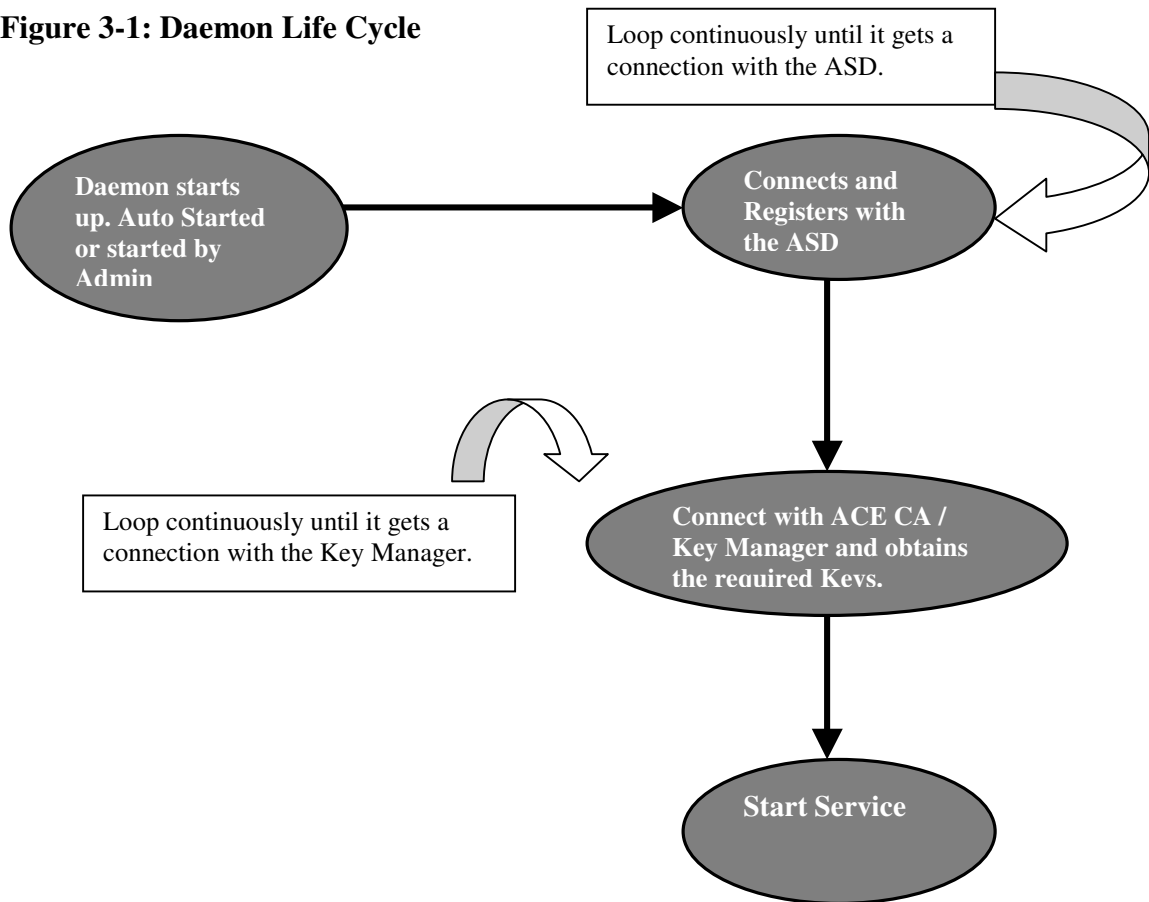 Figure 3-1: Daemon Life Cycle
Loop continuously until it gets a
connection with the ASD.
Daemon starts
up. Auto Started
or started by
Admin
Connects and
Registers with
the ASD
Loop continuously until it gets a
connection with the Key Manager.
Connect with ACE CA /
Key Manager and obtains
the required Keys.
Start Service